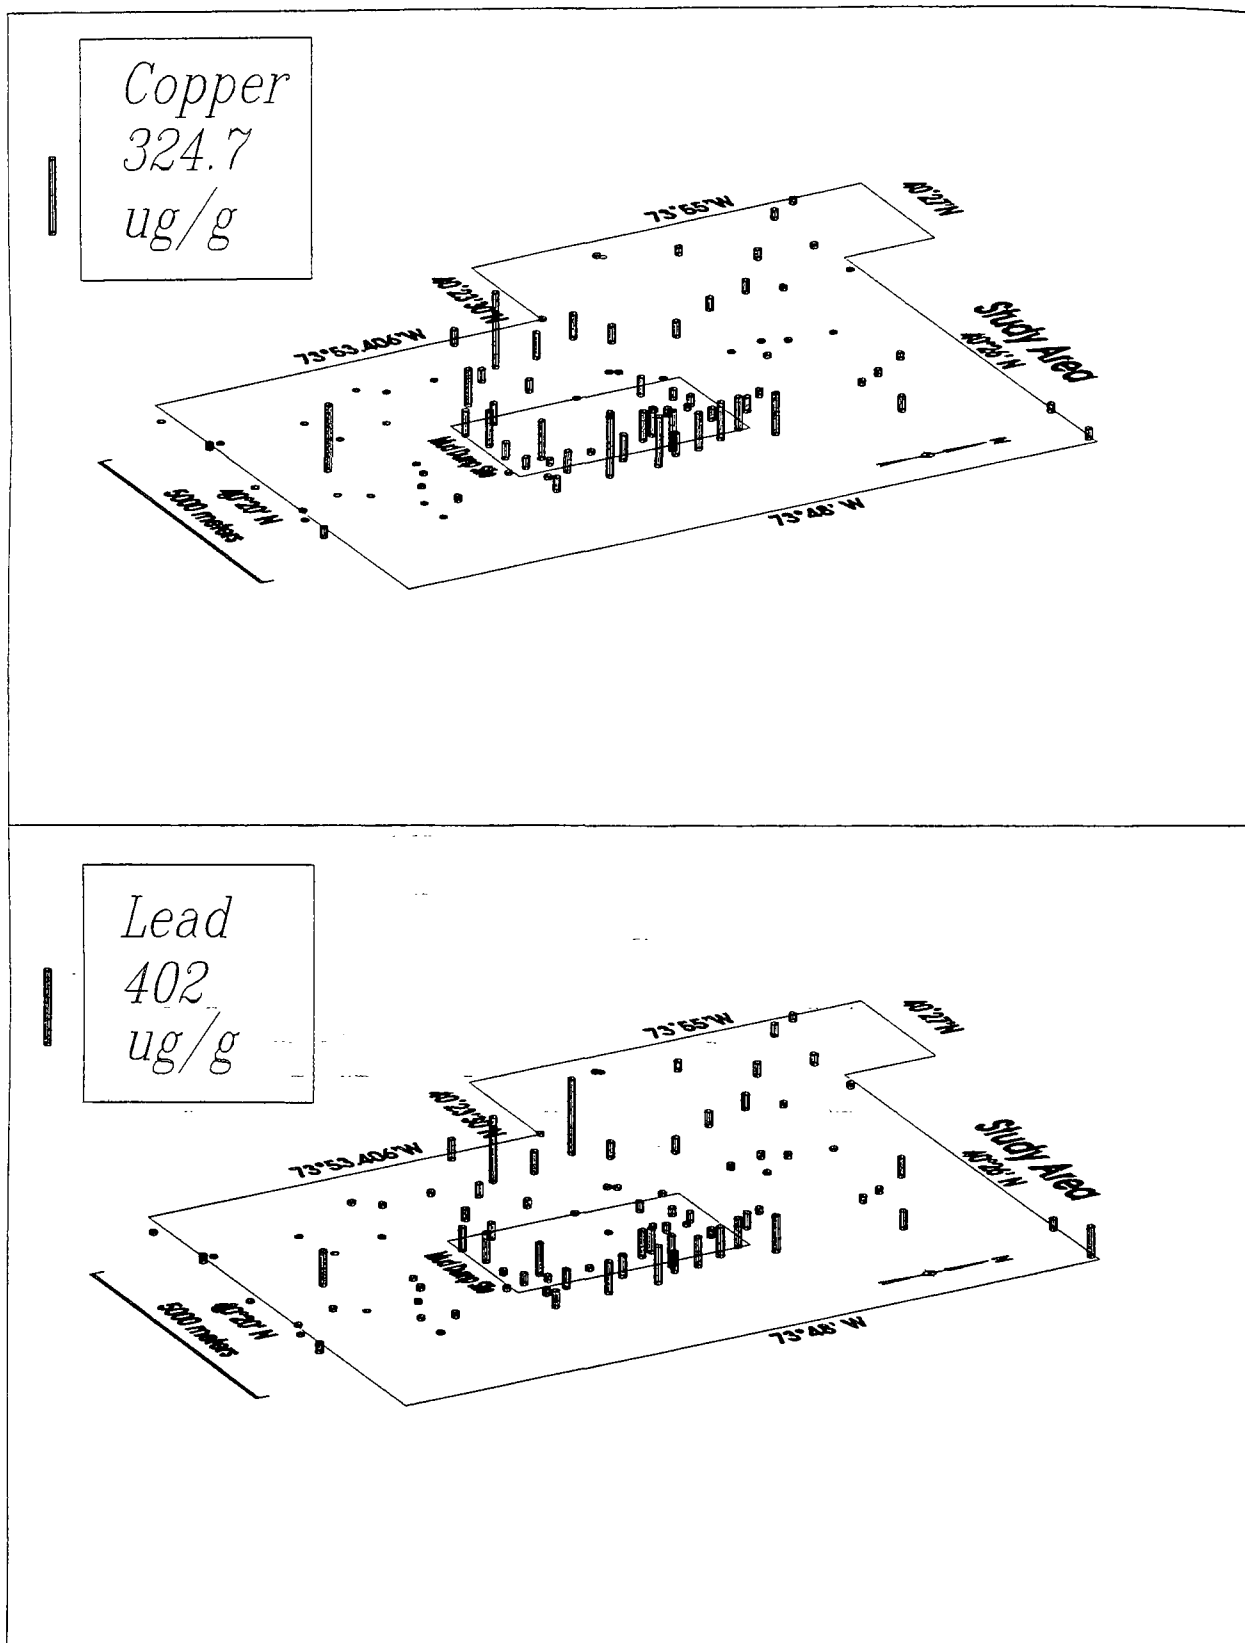 Copper
324.7
ug/g
73°55'W
40°27'N
40°23'30"N
73°53.406'W
Study Area
40°26' N
Mud Dump Site
40°20' N
5000 meters
73°48' W
N
Lead
402
ug/g
73°55'W
40°27'N
40°23'30"N
73°53.406'W
Study Area
40°26' N
Mud Dump Site
40°20' N
5000 meters
73°48' W
N